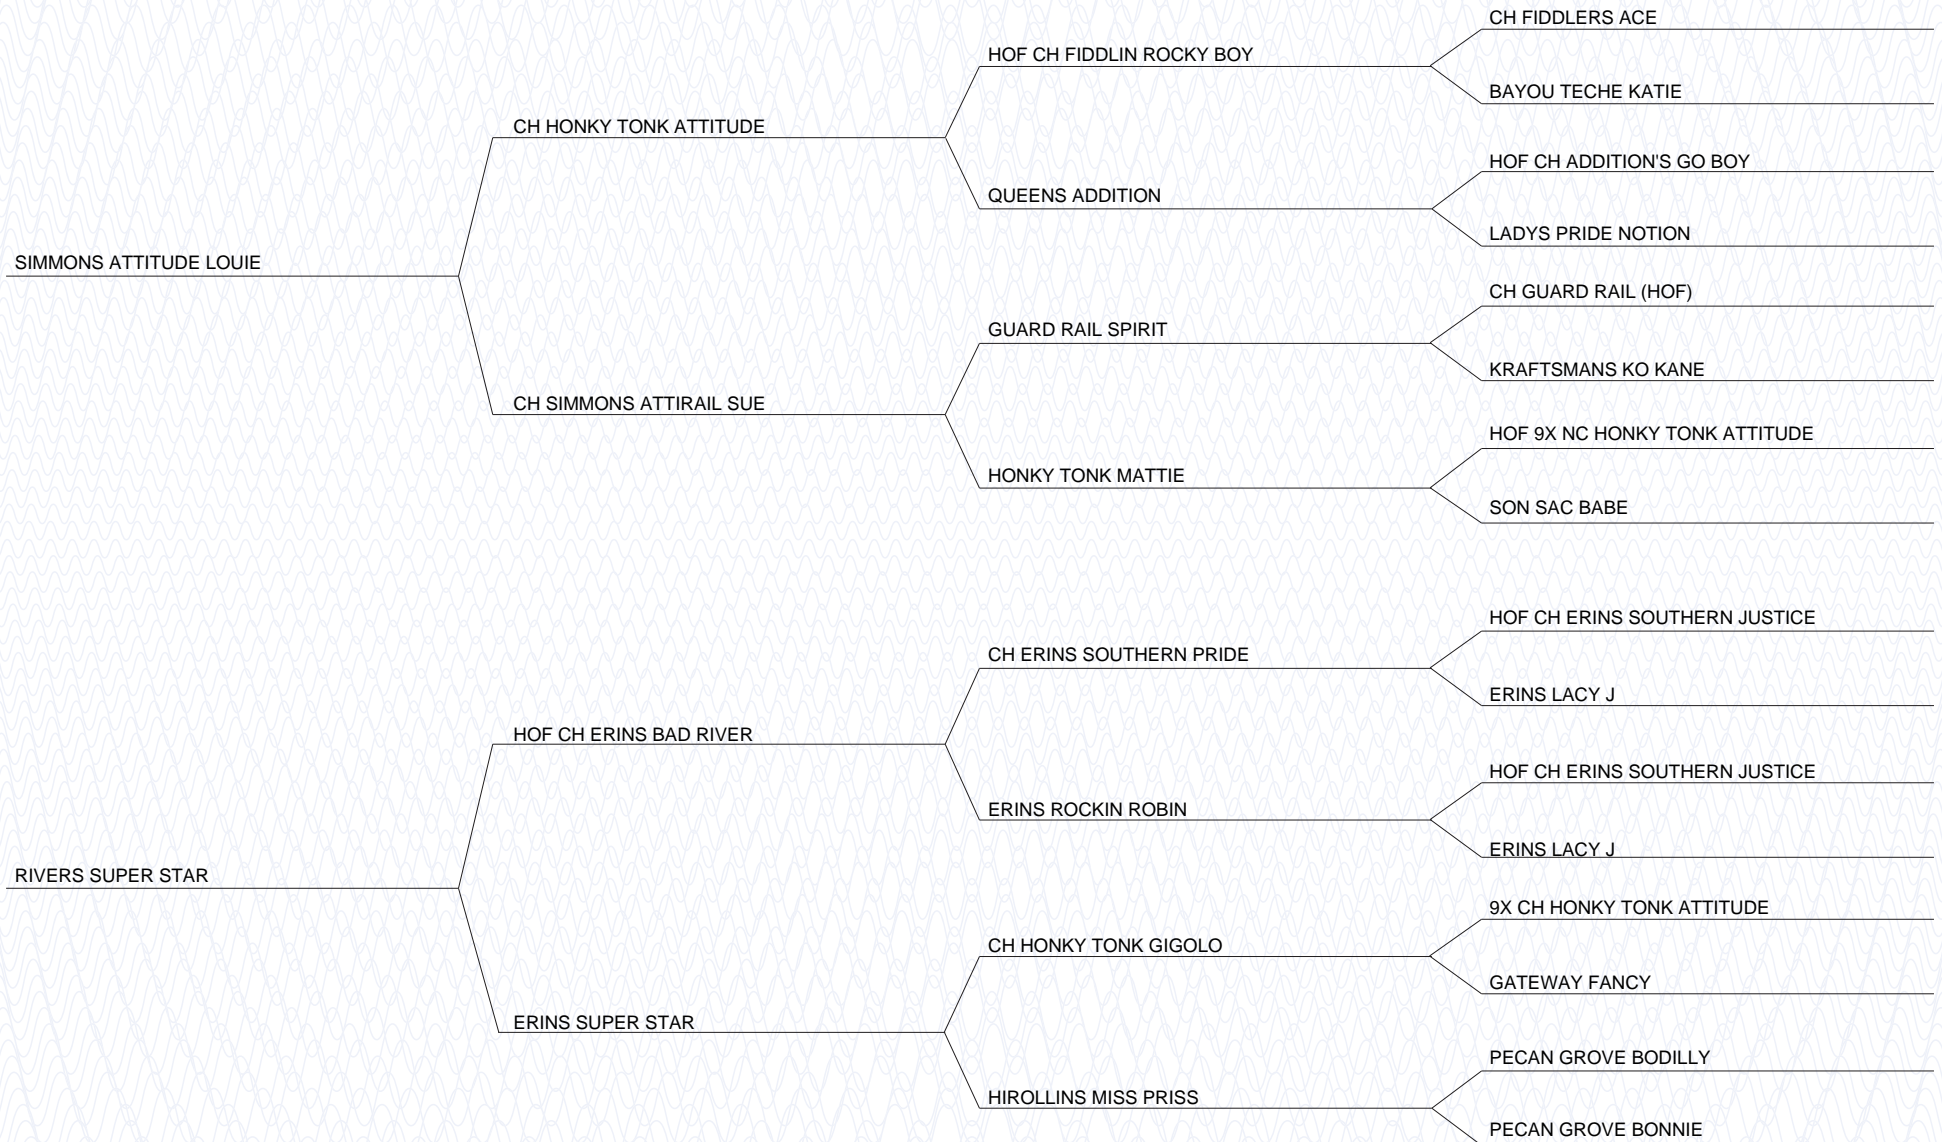 CH FIDDLERS ACE
HOF CH FIDDLIN ROCKY BOY
BAYOU TECHE KATIE
CH HONKY TONK ATTITUDE
HOF CH ADDITION'S GO BOY
QUEENS ADDITION
LADYS PRIDE NOTION
SIMMONS ATTITUDE LOUIE
CH GUARD RAIL (HOF)
GUARD RAIL SPIRIT
KRAFTSMANS KO KANE
CH SIMMONS ATTIRAIL SUE
HOF 9X NC HONKY TONK ATTITUDE
HONKY TONK MATTIE
SON SAC BABE
HOF CH ERINS SOUTHERN JUSTICE
CH ERINS SOUTHERN PRIDE
ERINS LACY J
HOF CH ERINS BAD RIVER
HOF CH ERINS SOUTHERN JUSTICE
ERINS ROCKIN ROBIN
ERINS LACY J
RIVERS SUPER STAR
9X CH HONKY TONK ATTITUDE
CH HONKY TONK GIGOLO
GATEWAY FANCY
ERINS SUPER STAR
PECAN GROVE BODILLY
HIROLLINS MISS PRISS
PECAN GROVE BONNIE